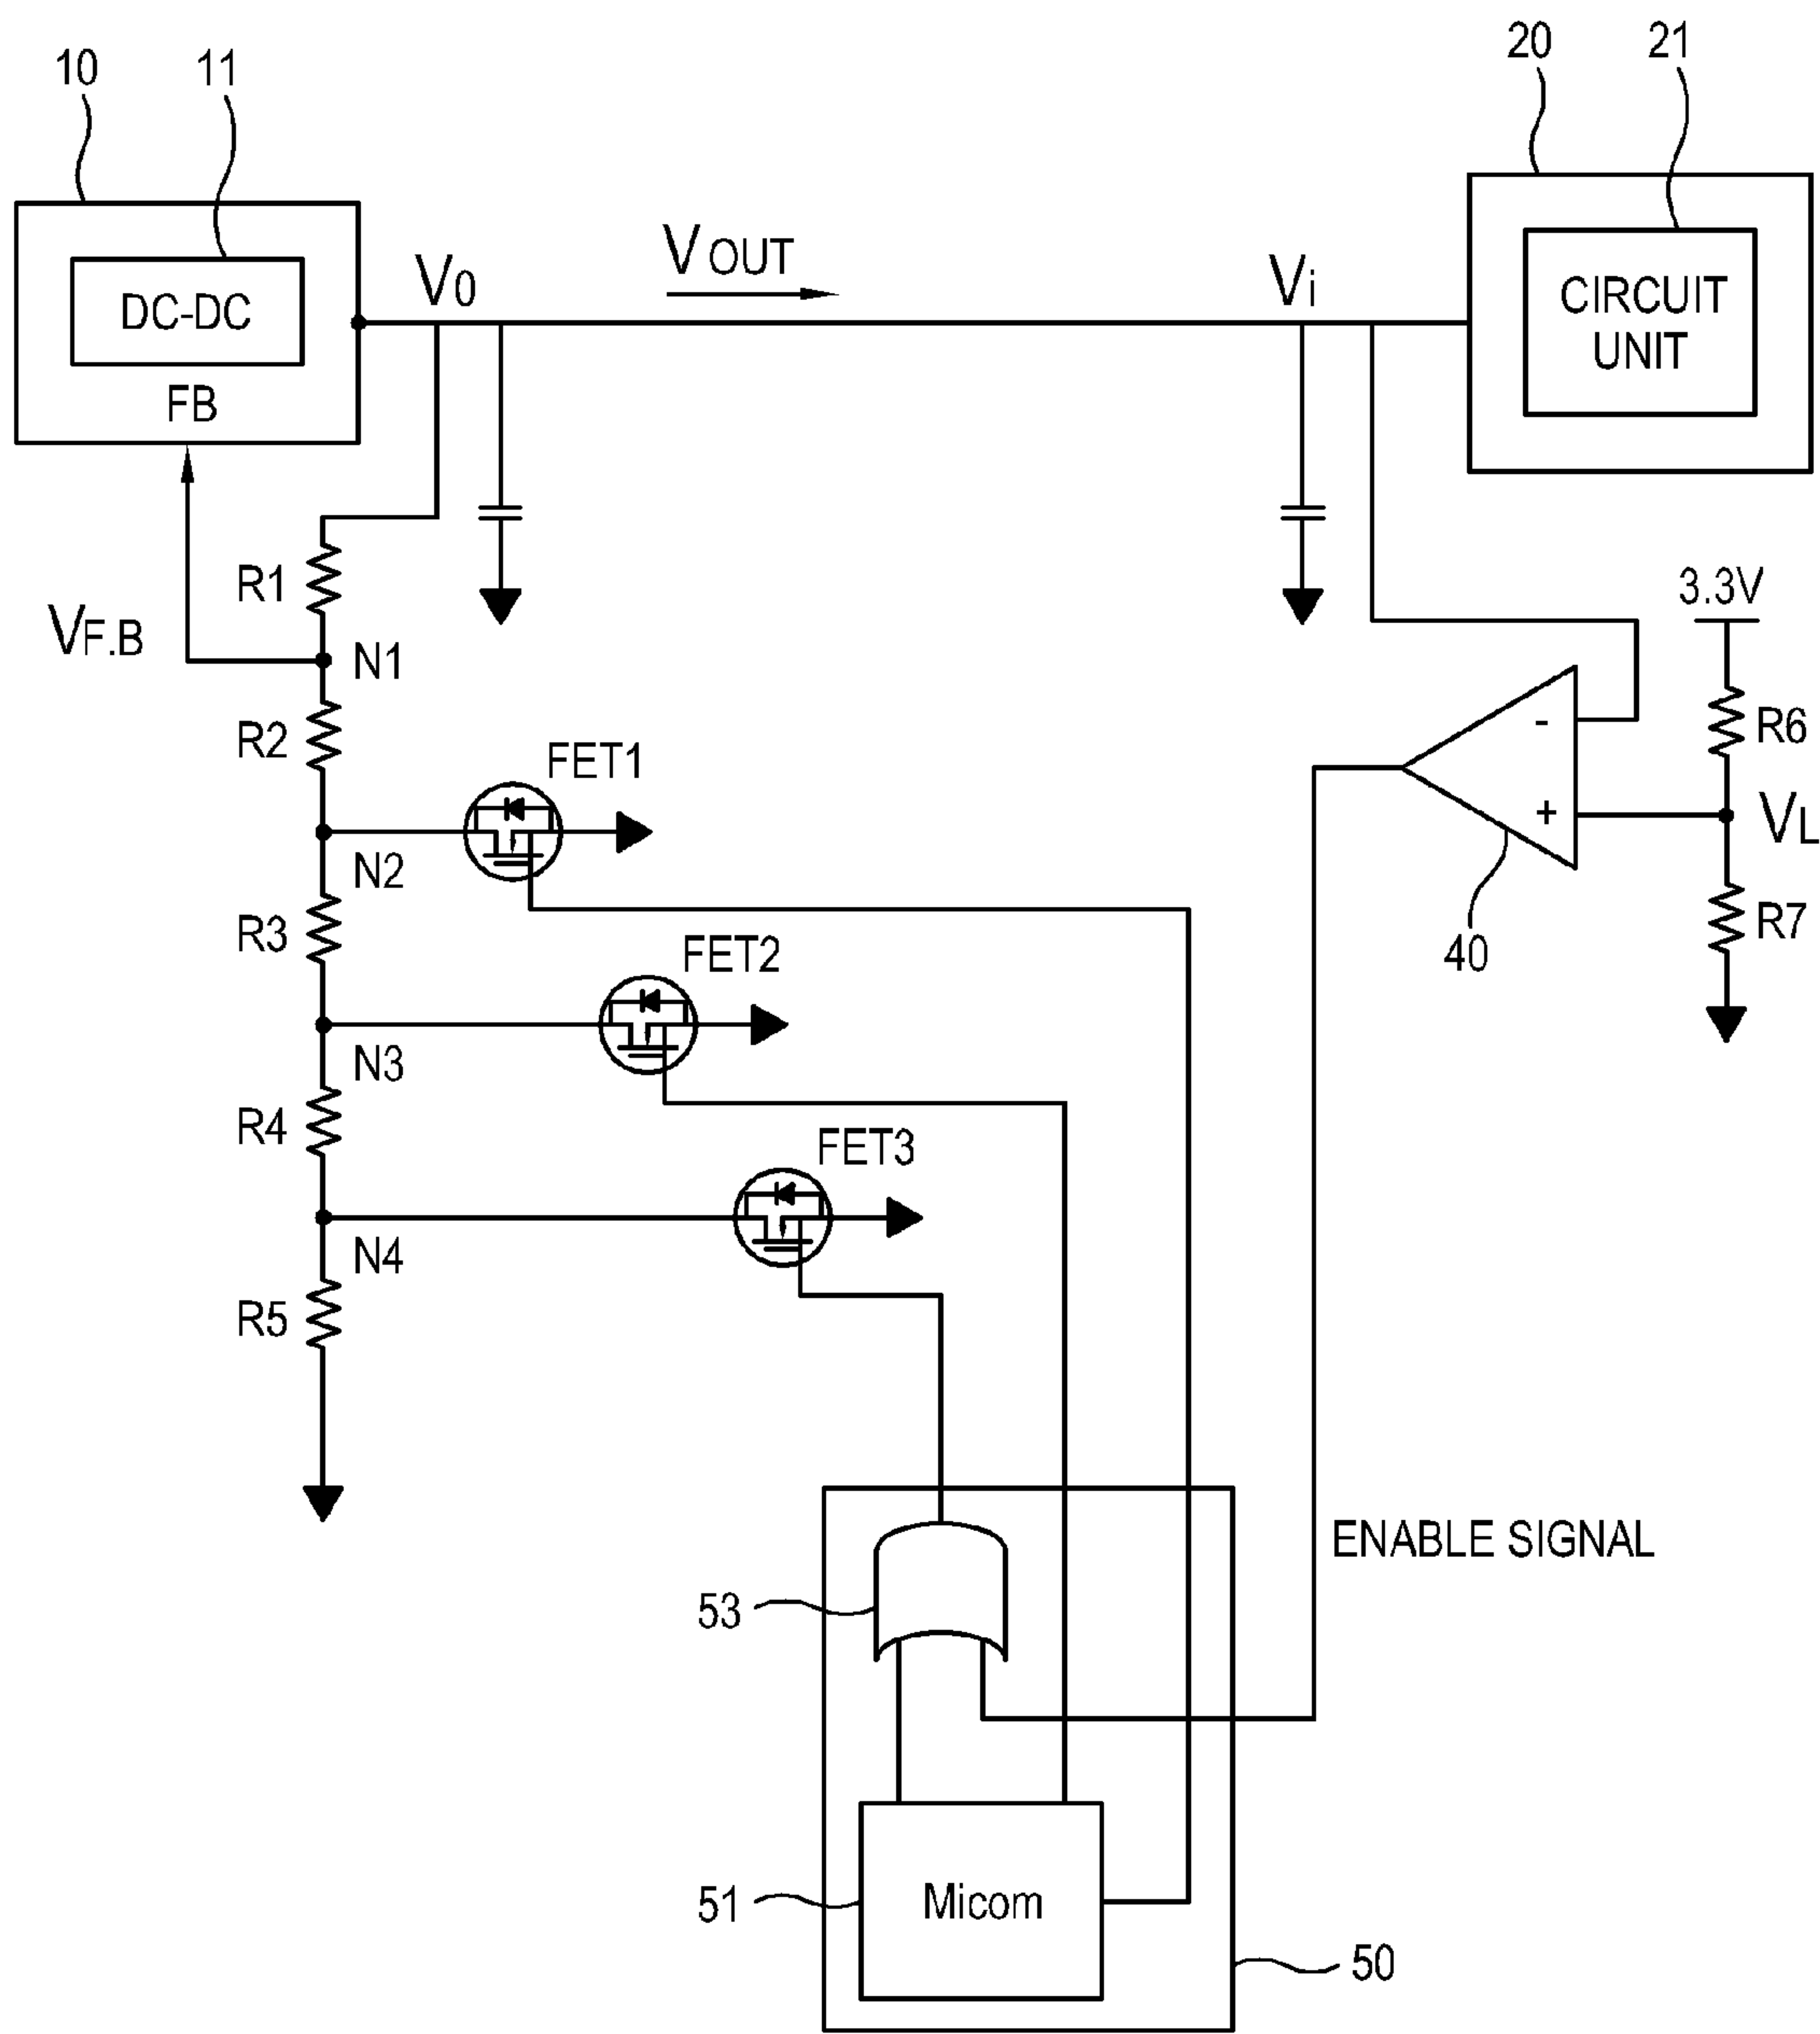 10
11
20
21
DC-DC
FB
V0
VOUT
Vi
CIRCUIT
UNIT
R1
VF.B
N1
3.3V
R2
FET1
-
R6
+
VL
N2
R3
FET2
40
R7
N3
R4
FET3
N4
R5
ENABLE SIGNAL
53
51
Micom
50